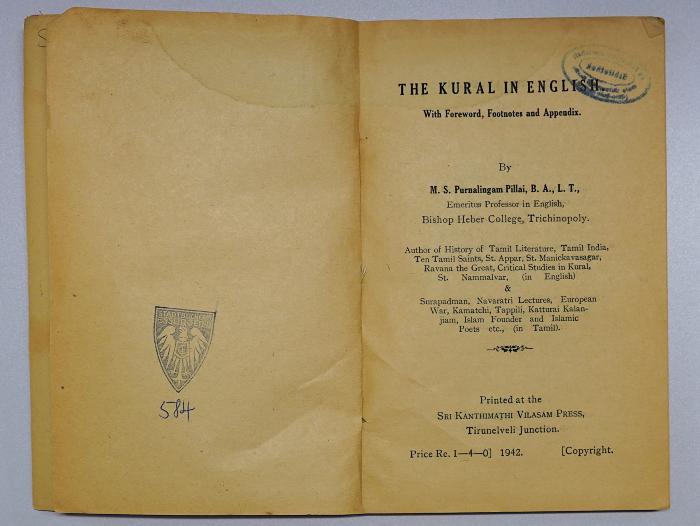 584
THE KURAL IN ENGLISH
With Foreword, Footnotes and Appendix.
By
M. S. Purnalingam Pillai, B. A., L. T.,
Emeritus Professor in English,
Bishop Heber College, Trichinopoly.
Author of History of Tamil Literature, Tamil India,
Ten Tamil Saints, St. Appar, St. Manickavasagar,
Ravana the Great, Critical Studies in Kural,
St. Nammalvar, (in English)
&
Surapadman, Navaratri Lectures, European
War, Kamatchi, Tappili, Katturai Kalan-
jiam, Islam Founder and Islamic
Poets etc., (in Tamil).
Printed at the
SRI KANTHIMATHI VILASAM PRESS,
Tirunelveli Junction.
Price Re. 1—4—0] 1942. [Copyright.